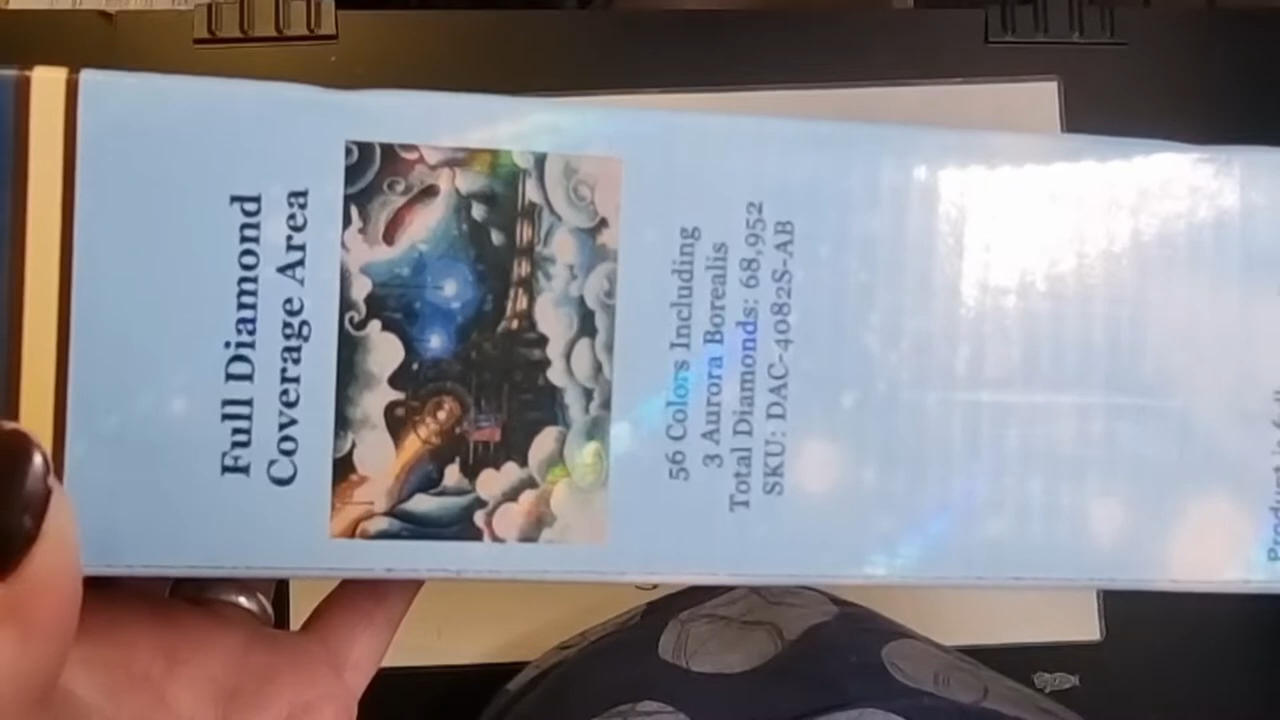 Full Diamond
Coverage Area
56 Colors Including
3 Aurora Borealis
Total Diamonds: 68,952
SKU: DAC-4082S-AB